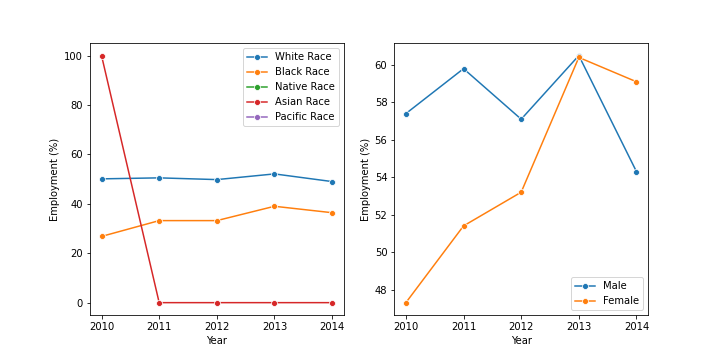 100
80
60
40
20
0
Employment (%)
2010 2011 2012 2013 2014
Year
White Race
Black Race
Native Race
Asian Race
Pacific Race
60
58
56
54
52
50
48
Employment (%)
2010 2011 2012 2013 2014
Year
Male
Female